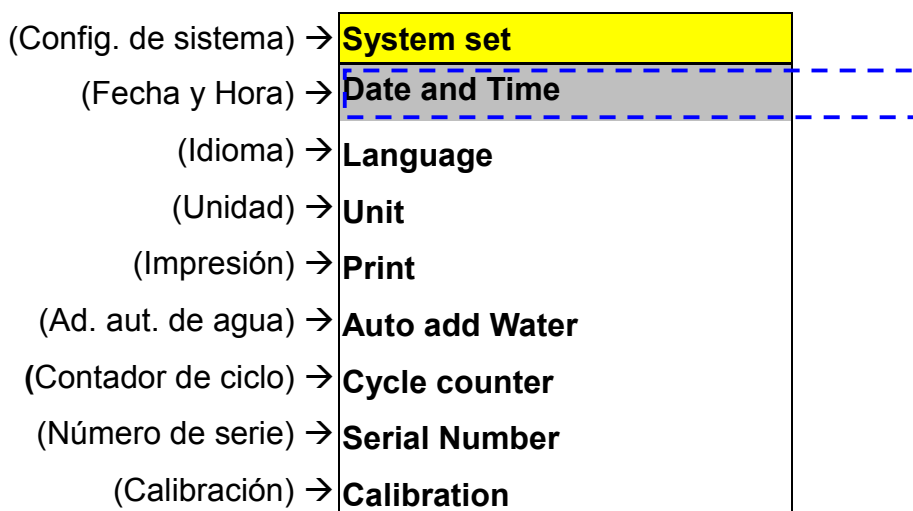 (Config. de sistema) → System set
(Fecha y Hora) → Date and Time
(Idioma) → Language
(Unidad) → Unit
(Impresión) → Print
(Ad. aut. de agua) → Auto add Water
(Contador de ciclo) → Cycle counter
(Número de serie) → Serial Number
(Calibración) → Calibration